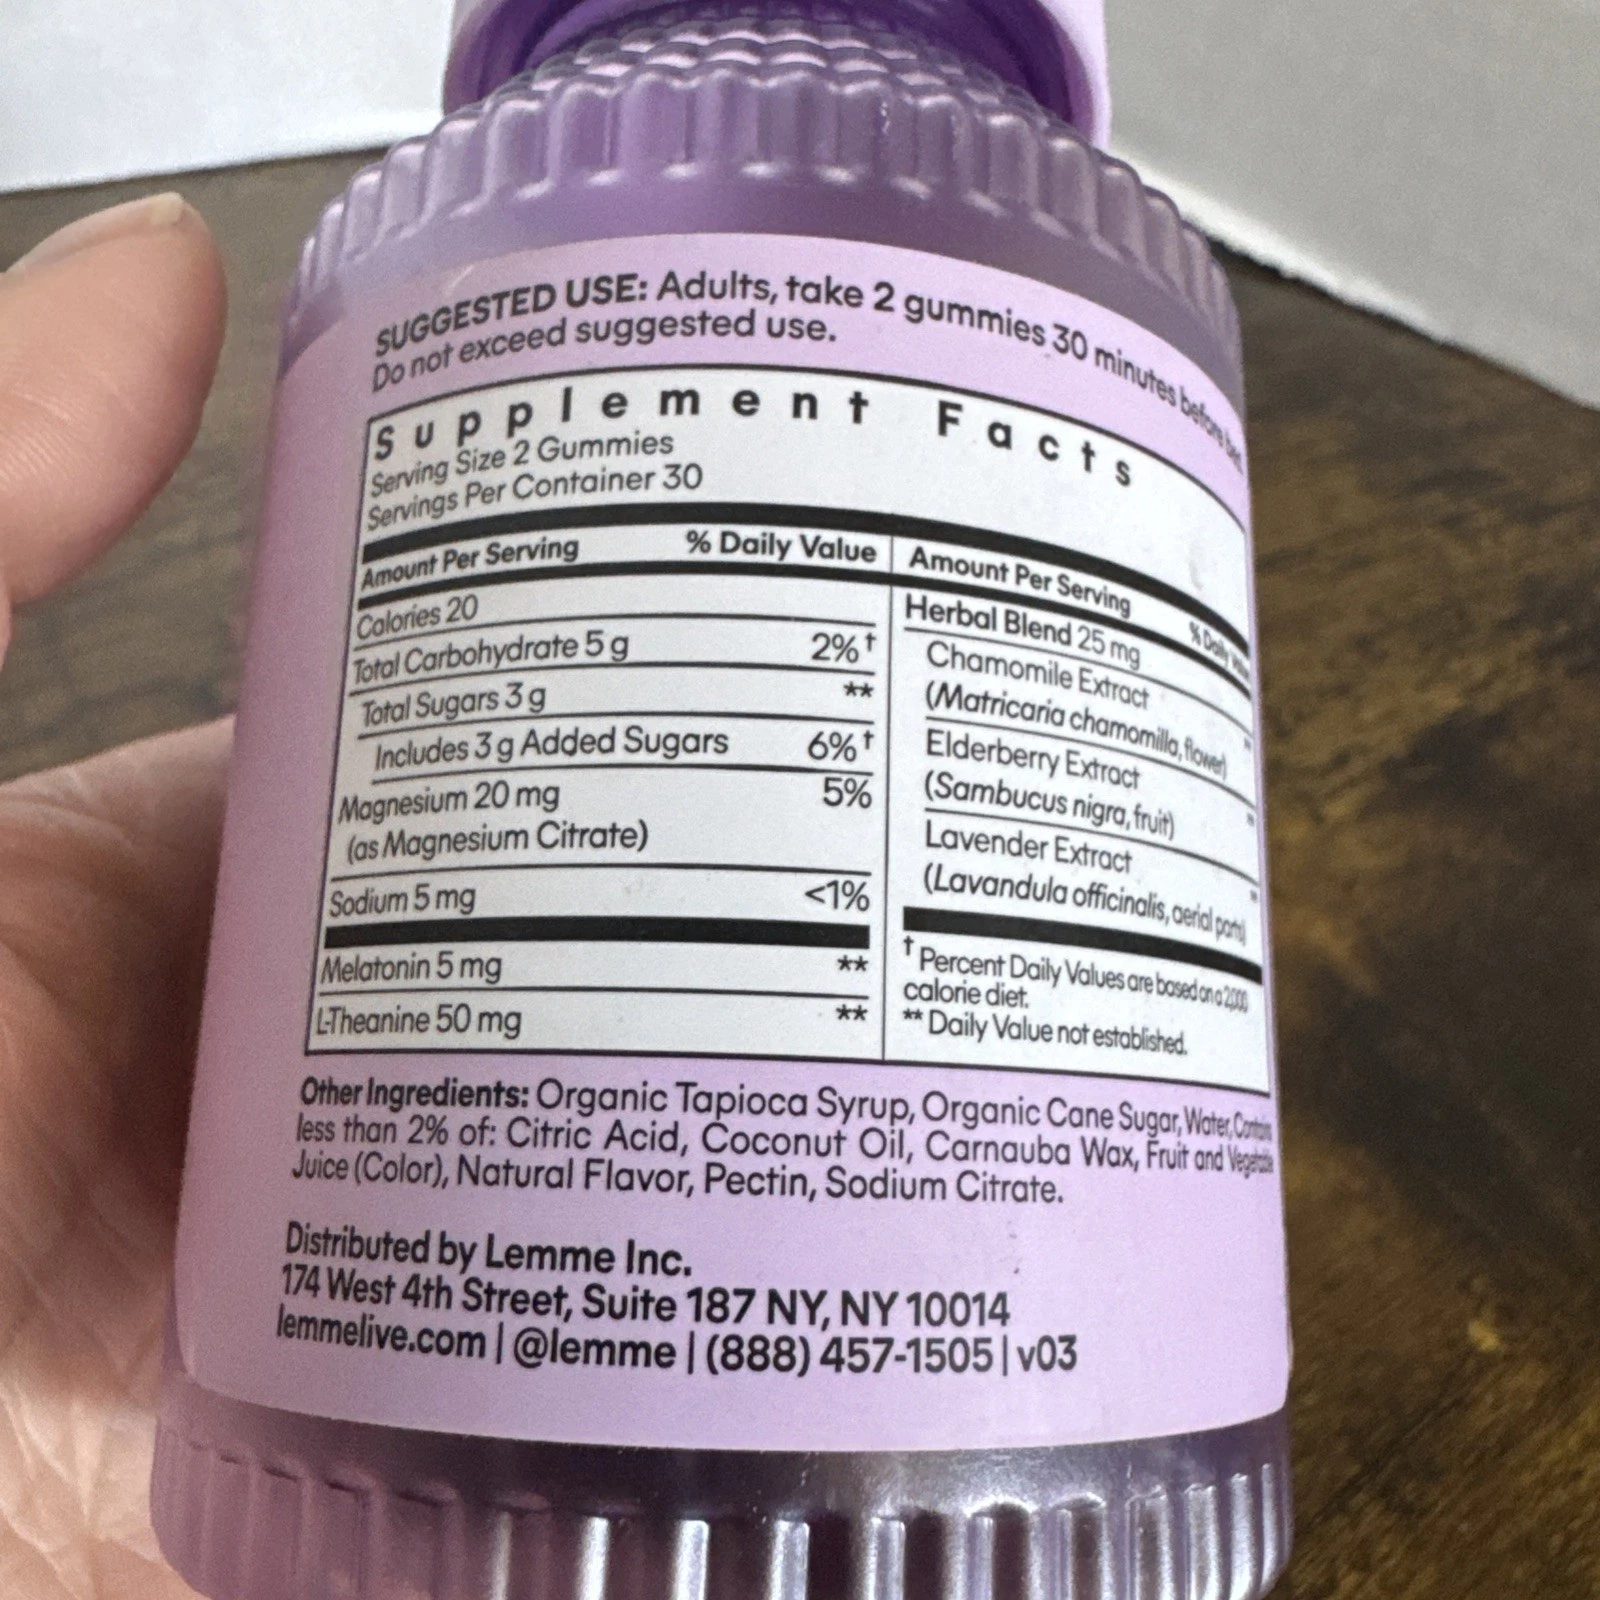 SUGGESTED USE: Adults, take 2 gummies 30 minutes before bed.
Do not exceed suggested use.
Supplement Facts
Serving Size 2 Gummies
Servings Per Container 30
Amount Per Serving % Daily Value
Calories 20
Total Carbohydrate 5 g 2%†
Total Sugars 3 g **
Includes 3 g Added Sugars 6%†
Magnesium 20 mg 5%
(as Magnesium Citrate)
Sodium 5 mg <1%
Melatonin 5 mg **
L-Theanine 50 mg **
Amount Per Serving % Daily Value
Herbal Blend 25 mg
Chamomile Extract
(Matricaria chamomilla, flower) **
Elderberry Extract
(Sambucus nigra, fruit) **
Lavender Extract
(Lavandula officinalis, aerial parts) **
† Percent Daily Values are based on a 2,000
calorie diet.
** Daily Value not established.
Other Ingredients: Organic Tapioca Syrup, Organic Cane Sugar, Water, Contains
less than 2% of: Citric Acid, Coconut Oil, Carnauba Wax, Fruit and Vegetable
Juice (Color), Natural Flavor, Pectin, Sodium Citrate.
Distributed by Lemme Inc.
174 West 4th Street, Suite 187 NY, NY 10014
lemmelive.com | @lemme | (888) 457-1505 | v03